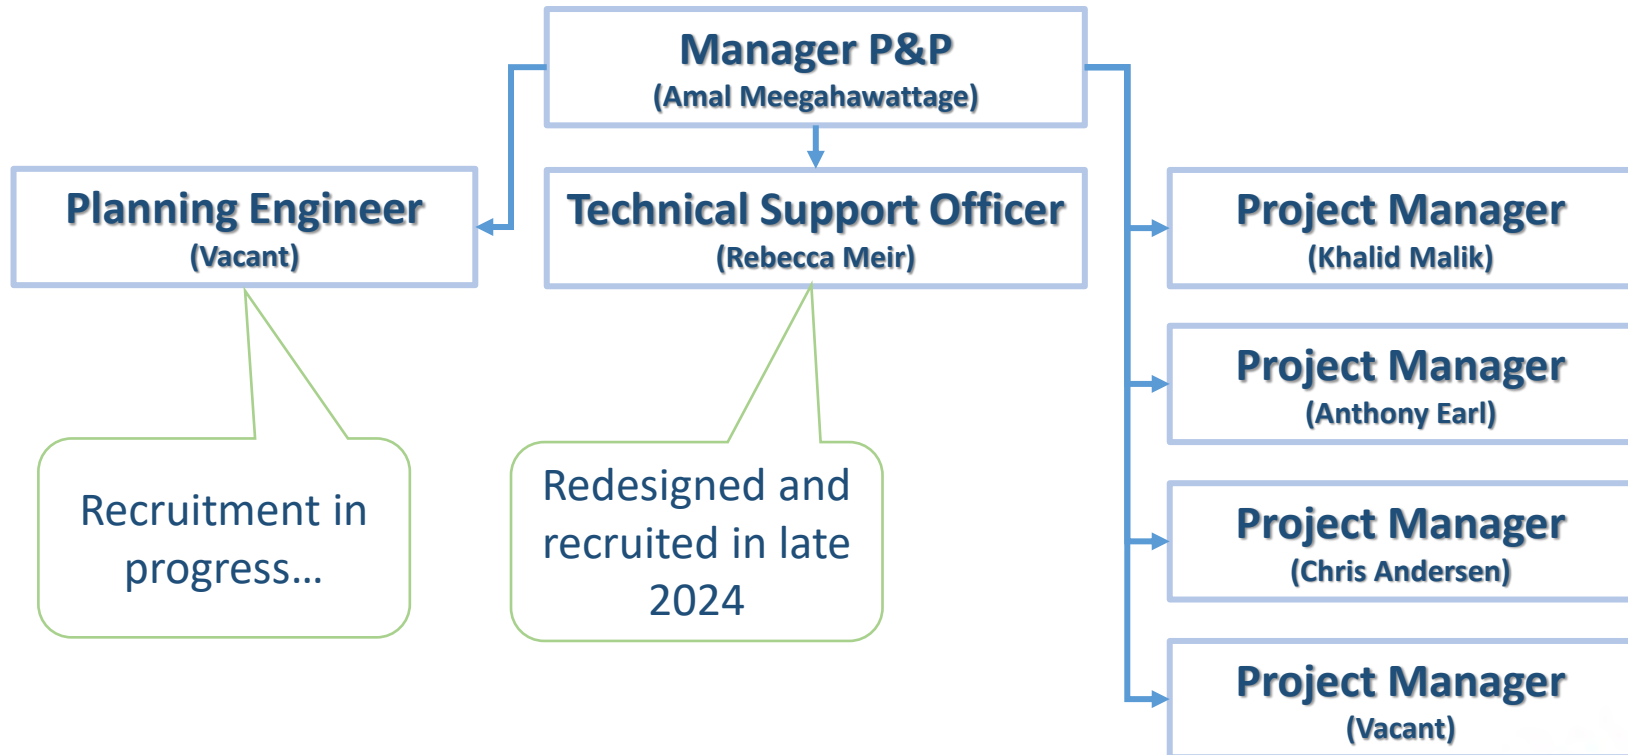 Manager P&P
(Amal Meegahawattage)
Planning Engineer
(Vacant)
Technical Support Officer
(Rebecca Meir)
Project Manager
(Khalid Malik)
Project Manager
(Anthony Earl)
Project Manager
(Chris Andersen)
Project Manager
(Vacant)
Recruitment in
progress...
Redesigned and
recruited in late
2024